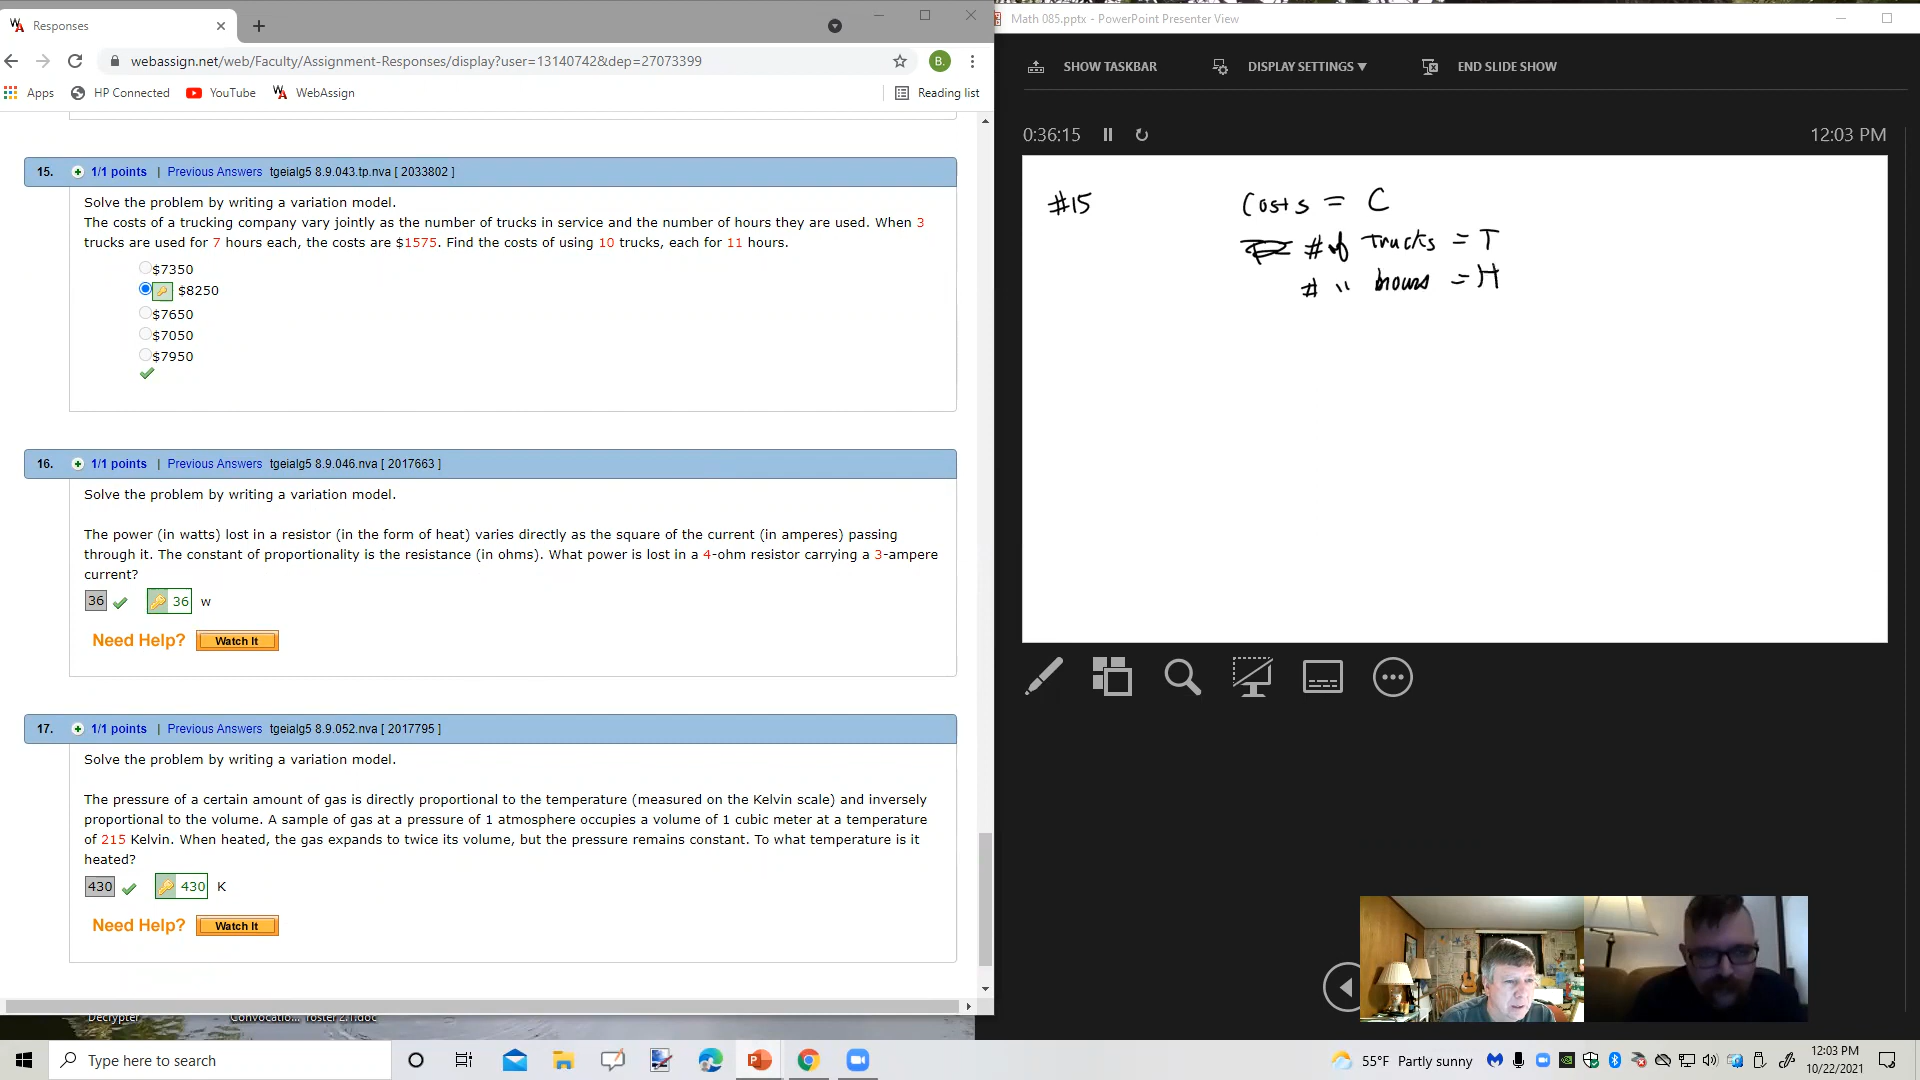 Responses
Math 085.pptx - PowerPoint Presenter View
webassign.net/web/Faculty/Assignment-Responses/display?user=13140742&dep=27073399
B.
Apps HP Connected YouTube WebAssign Reading list
SHOW TASKBAR DISPLAY SETTINGS END SLIDE SHOW
0:36:15 12:03 PM
15. 1/1 points | Previous Answers tgeialg5 8.9.043.tp.nva [ 2033802 ]
Solve the problem by writing a variation model.
The costs of a trucking company vary jointly as the number of trucks in service and the number of hours they are used. When 3
trucks are used for 7 hours each, the costs are $1575. Find the costs of using 10 trucks, each for 11 hours.
$7350
$8250
$7650
$7050
$7950
16. 1/1 points | Previous Answers tgeialg5 8.9.046.nva [ 2017663 ]
Solve the problem by writing a variation model.
The power (in watts) lost in a resistor (in the form of heat) varies directly as the square of the current (in amperes) passing
through it. The constant of proportionality is the resistance (in ohms). What power is lost in a 4-ohm resistor carrying a 3-ampere
current?
36 36 w
Need Help? Watch It
17. 1/1 points | Previous Answers tgeialg5 8.9.052.nva [ 2017795 ]
Solve the problem by writing a variation model.
The pressure of a certain amount of gas is directly proportional to the temperature (measured on the Kelvin scale) and inversely
proportional to the volume. A sample of gas at a pressure of 1 atmosphere occupies a volume of 1 cubic meter at a temperature
of 215 Kelvin. When heated, the gas expands to twice its volume, but the pressure remains constant. To what temperature is it
heated?
430 430 K
Need Help? Watch It
#15 Costs = C
# of Trucks = T
# " hours = H
Decrypter Convocatio... roster 2.1.doc
Type here to search
55°F Partly sunny
12:03 PM
10/22/2021